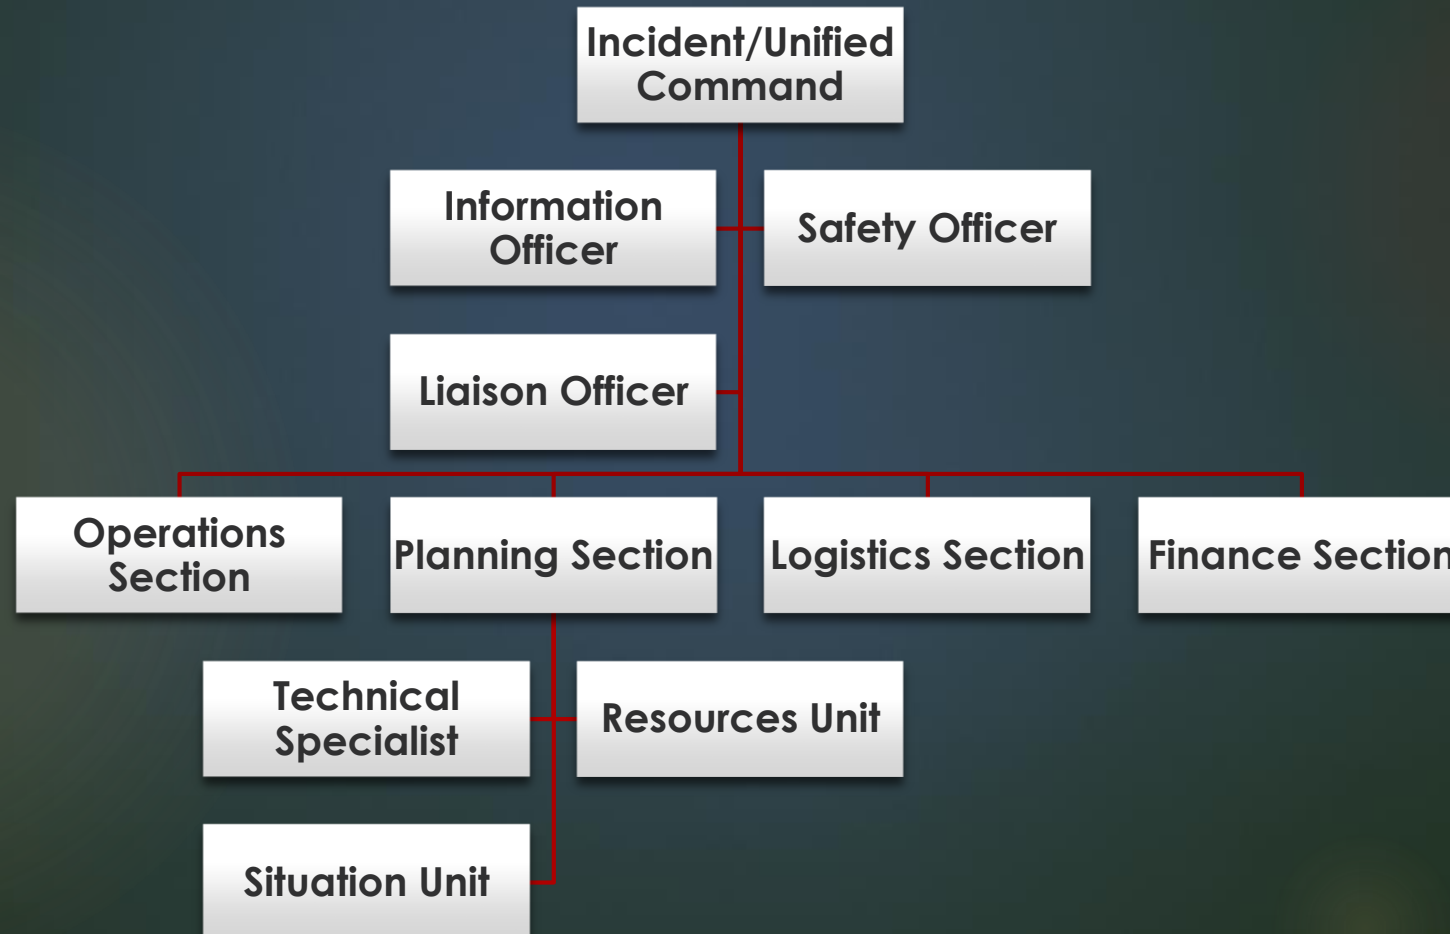 Incident/Unified
Command
Information
Officer
Safety Officer
Liaison Officer
Operations
Section
Planning Section
Logistics Section
Finance Section
Technical
Specialist
Resources Unit
Situation Unit